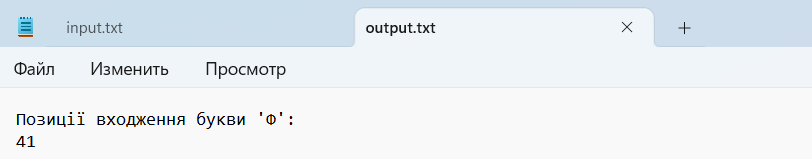 input.txt output.txt
Файл Изменить Просмотр
Позиції входження букви 'Ф':
41